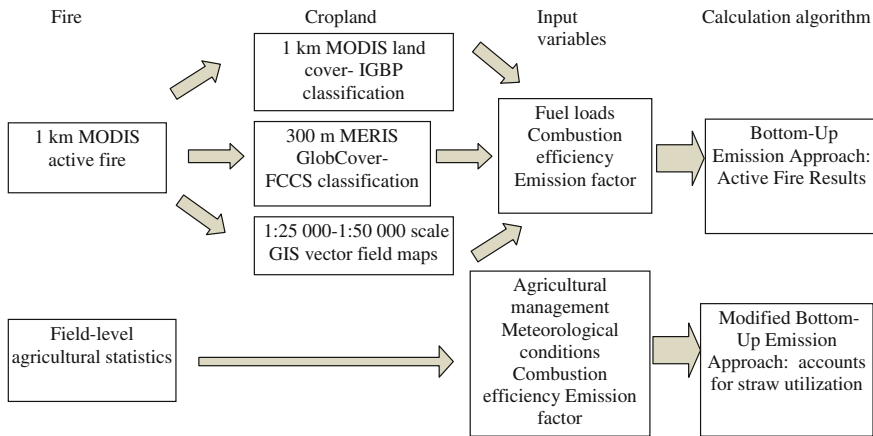 Fire
Cropland
Input
variables
Calculation algorithm
1 km MODIS
active fire
1 km MODIS land
cover- IGBP
classification
300 m MERIS
GlobCover-
FCCS classification
1:25 000-1:50 000 scale
GIS vector field maps
Fuel loads
Combustion
efficiency
Emission factor
Bottom-Up
Emission Approach:
Active Fire Results
Field-level
agricultural statistics
Agricultural
management
Meteorological
conditions
Combustion
efficiency Emission
factor
Modified Bottom-
Up Emission
Approach: accounts
for straw utilization